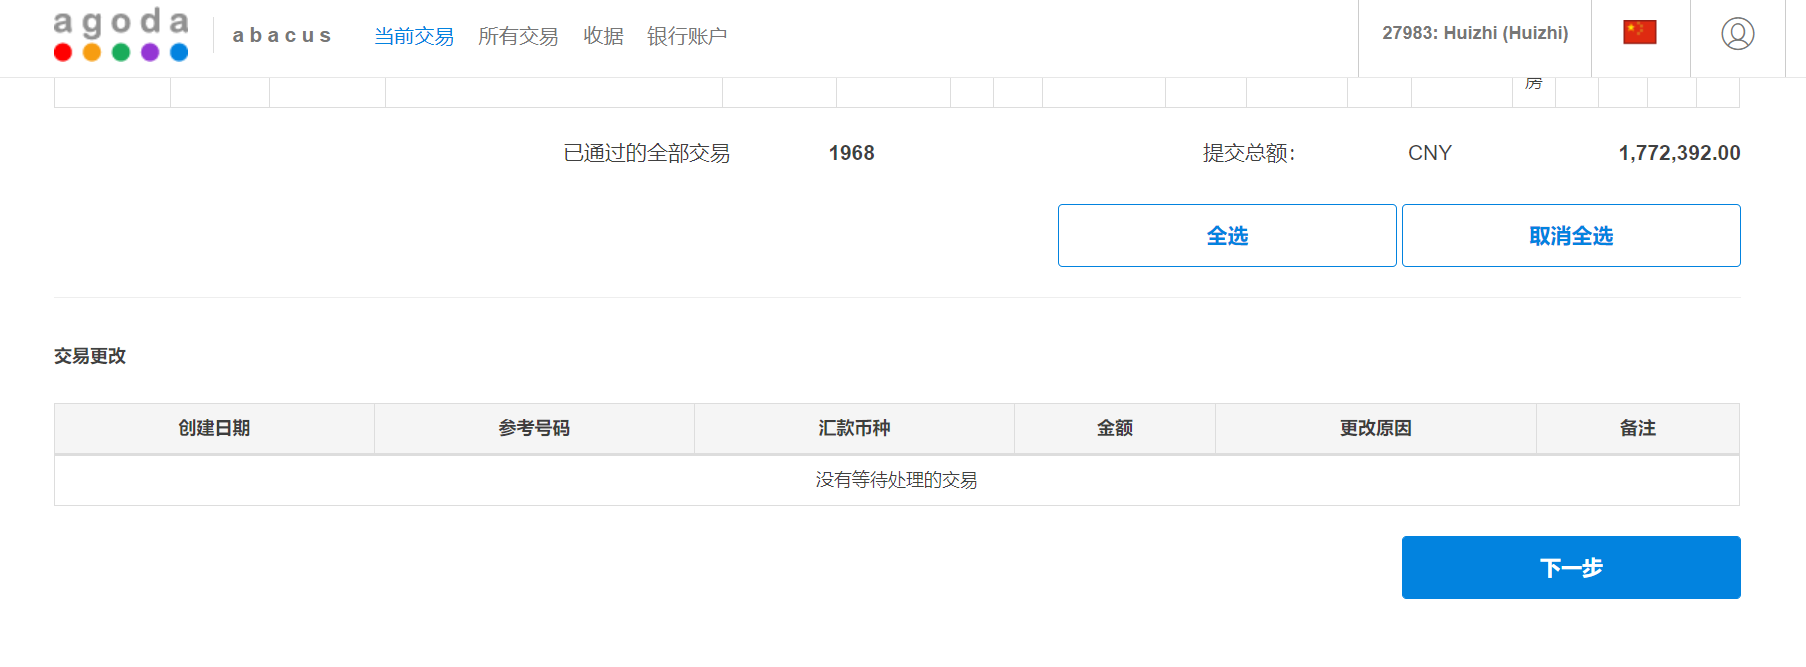 agoda abacus 当前交易 所有交易 收据 银行账户 27983: Huizhi (Huizhi)
房
已通过的全部交易 1968 提交总额: CNY 1,772,392.00
全选 取消全选
交易更改
创建日期 参考号码 汇款币种 金额 更改原因 备注
没有等待处理的交易
下一步